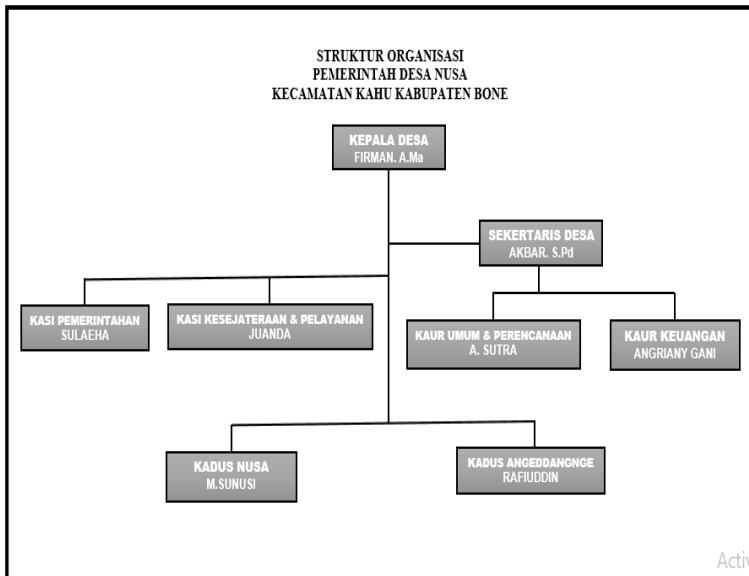 STRUKTUR ORGANISASI
PEMERINTAH DESA NUSA
KECAMATAN KAHU KABUPATEN BONE
KEPALA DESA
FIRMAN. A.Ma
SEKERTARIS DESA
AKBAR. S.Pd
KASI PEMERINTAHAN
SULAEHA
KASI KESEJATERAAN & PELAYANAN
JUANDA
KAUR UMUM & PERENCANAAN
A. SUTRA
KAUR KEUANGAN
ANGRIANY GANI
KADUS NUSA
M.SUNUSI
KADUS ANGEDDANGNGE
RAFIUDDIN
Activ